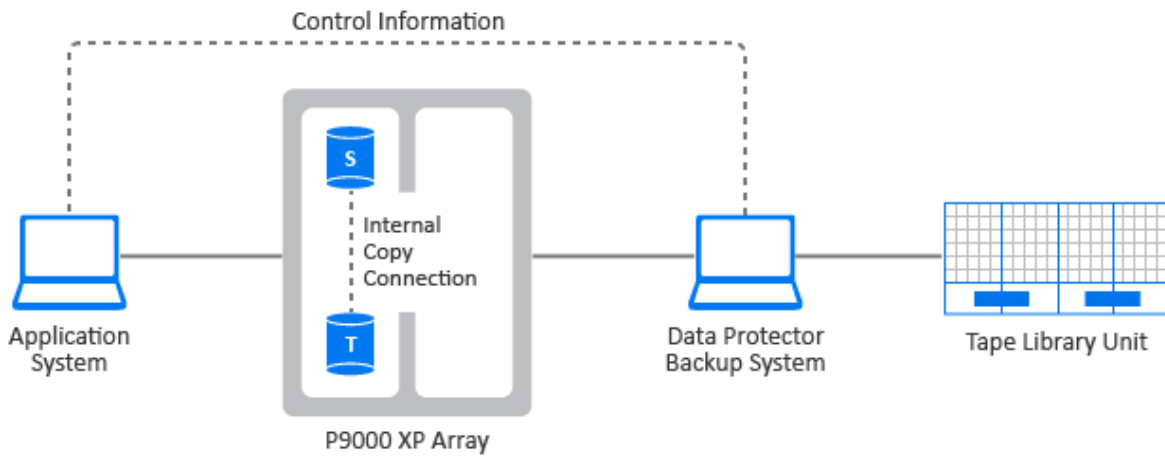 Control Information
S
Internal
Copy
Connection
T
Application
System
Data Protector
Backup System
Tape Library Unit
P9000 XP Array